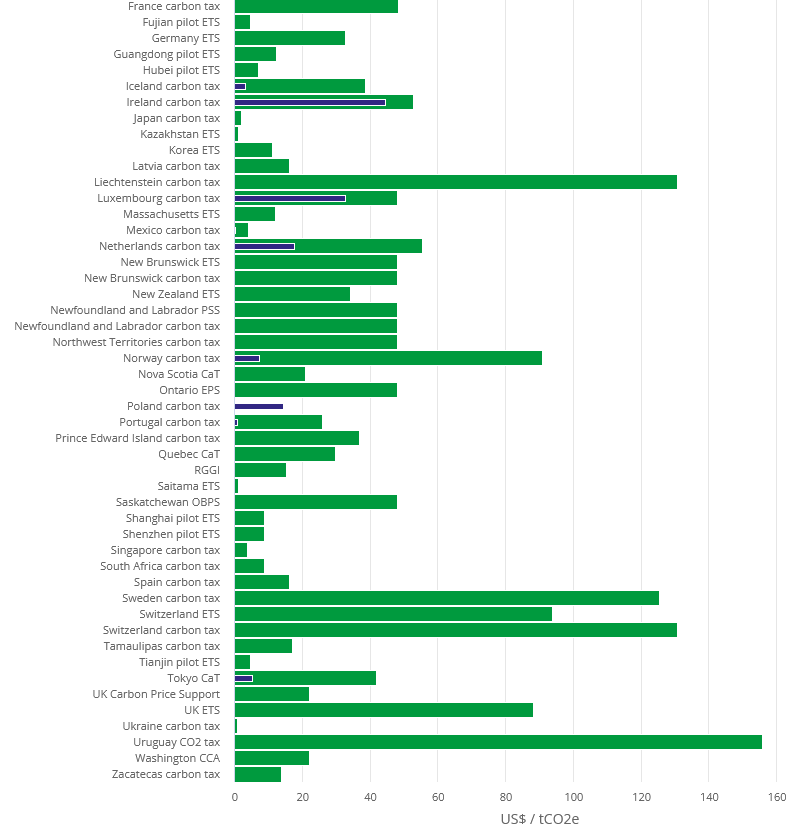 France carbon tax
Fujian pilot ETS
Germany ETS
Guangdong pilot ETS
Hubei pilot ETS
Iceland carbon tax
Ireland carbon tax
Japan carbon tax
Kazakhstan ETS
Korea ETS
Latvia carbon tax
Liechtenstein carbon tax
Luxembourg carbon tax
Massachusetts ETS
Mexico carbon tax
Netherlands carbon tax
New Brunswick ETS
New Brunswick carbon tax
New Zealand ETS
Newfoundland and Labrador PSS
Newfoundland and Labrador carbon tax
Northwest Territories carbon tax
Norway carbon tax
Nova Scotia CaT
Ontario EPS
Poland carbon tax
Portugal carbon tax
Prince Edward Island carbon tax
Quebec CaT
RGGI
Saitama ETS
Saskatchewan OBPS
Shanghai pilot ETS
Shenzhen pilot ETS
Singapore carbon tax
South Africa carbon tax
Spain carbon tax
Sweden carbon tax
Switzerland ETS
Switzerland carbon tax
Tamaulipas carbon tax
Tianjin pilot ETS
Tokyo CaT
UK Carbon Price Support
UK ETS
Ukraine carbon tax
Uruguay CO2 tax
Washington CCA
Zacatecas carbon tax
0 20 40 60 80 100 120 140 160
US$ / tCO2e